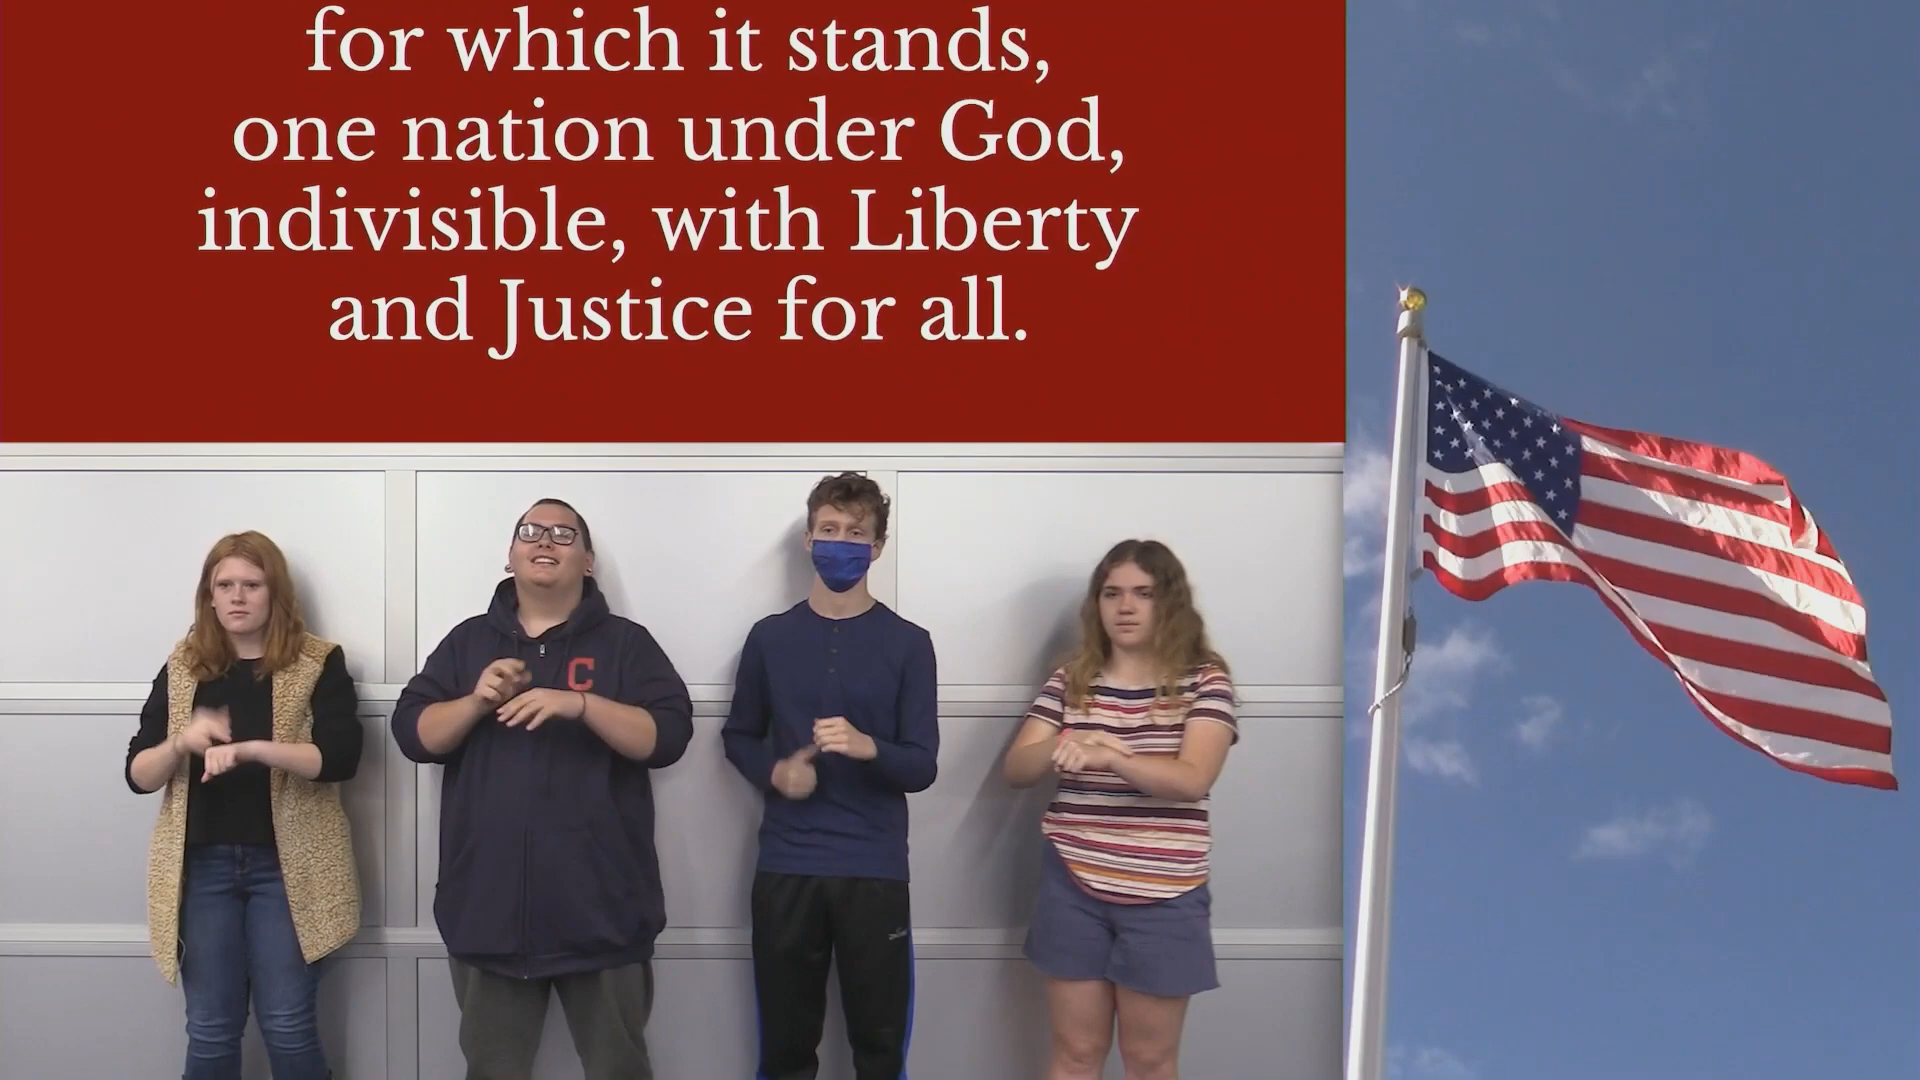 for which it stands,
one nation under God,
indivisible, with Liberty
and Justice for all.
C